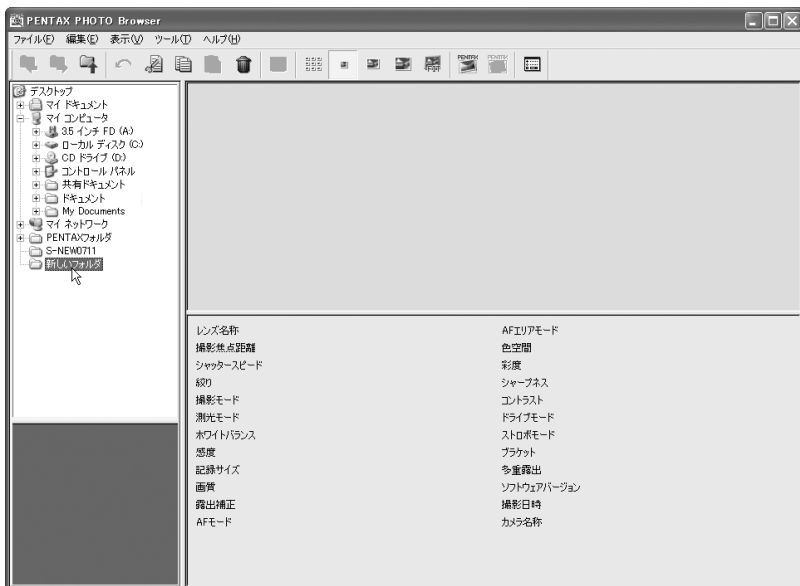 PENTAX PHOTO Browser
ファイル(F) 編集(E) 表示(V) ツール(T) ヘルプ(H)
PENTAX PENTAX
デスクトップ
マイ ドキュメント
マイ コンピュータ
3.5 インチ FD (A:)
ローカル ディスク (C:)
CD ドライブ (D:)
コントロール パネル
共有ドキュメント
ドキュメント
My Documents
マイ ネットワーク
PENTAXフォルダ
S-NEW0711
新しいフォルダ
レンズ名称
撮影焦点距離
シャッタースピード
絞り
撮影モード
測光モード
ホワイトバランス
感度
記録サイズ
画質
露出補正
AFモード
AFエリアモード
色空間
彩度
シャープネス
コントラスト
ドライブモード
ストロボモード
ブラケット
多重露出
ソフトウェアバージョン
撮影日時
カメラ名称